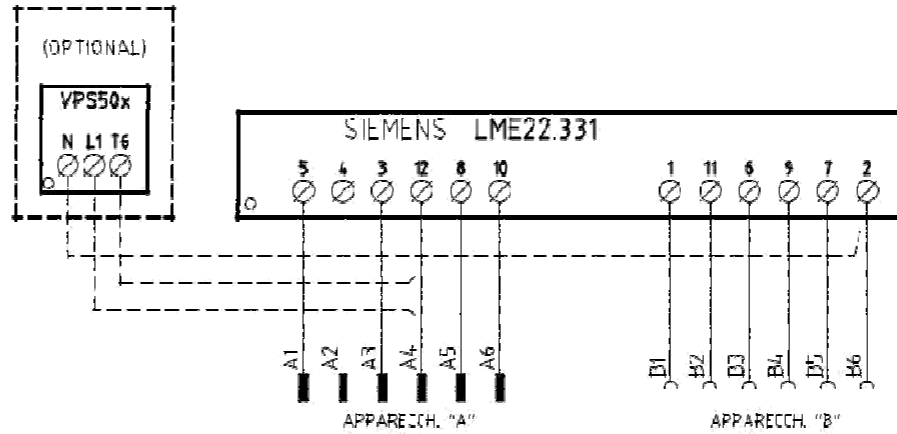 (OPTIONAL)
VPS50x
N L1 T6
SIEMENS LME22.331
5 4 3 12 8 10
1 11 6 9 7 2
A1 A2 A3 A4 A5 A6
B1 B2 B3 B4 B5 B6
APPARECCH. "A"
APPARECCH. "B"